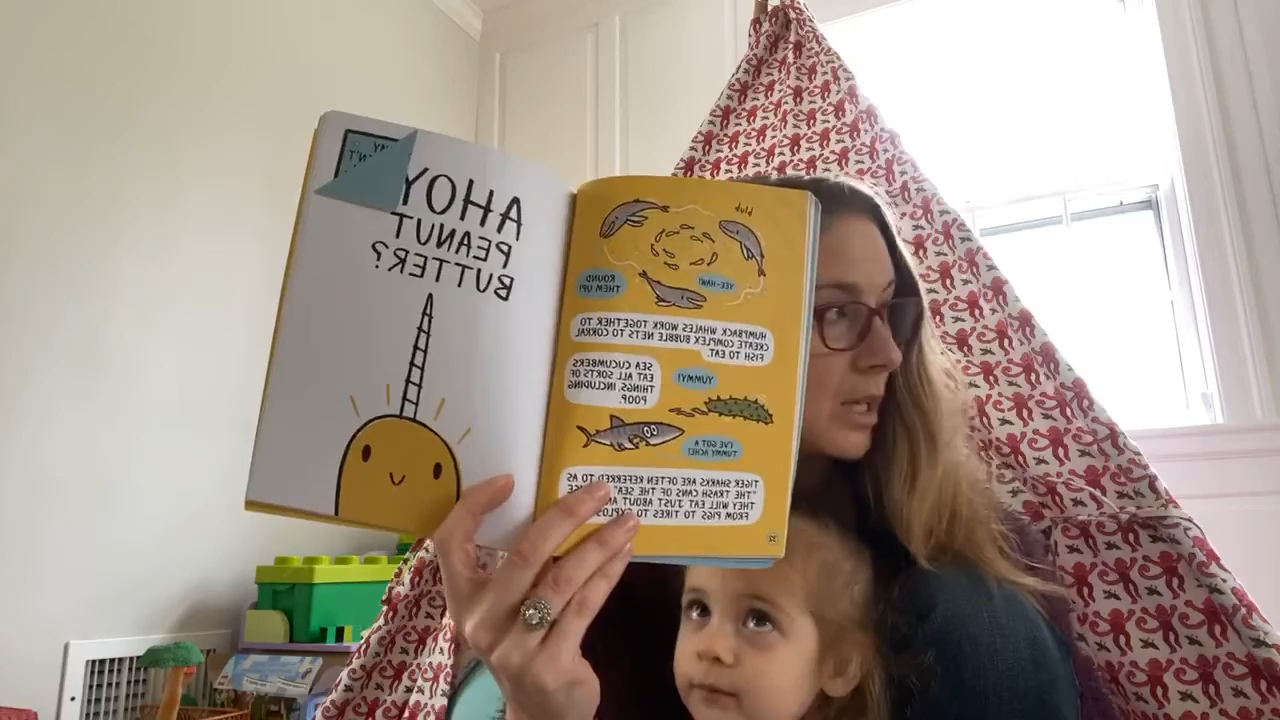 AHOY
PEANUT
BUTTER?
blub
YEE-HAW!
ROUND
THEM UP!
HUMPBACK WHALES WORK TOGETHER TO
CREATE COMPLEX BUBBLE NETS TO CORRAL
FISH TO EAT.
SEA CUCUMBERS
EAT ALL SORTS OF
THINGS, INCLUDING
POOP.
YUMMY!
I'VE GOT A
TUMMY ACHE!
TIGER SHARKS ARE OFTEN REFERRED TO AS
"THE TRASH CANS OF THE SEA"
THEY WILL EAT JUST ABOUT
FROM PIGS TO TIRES TO